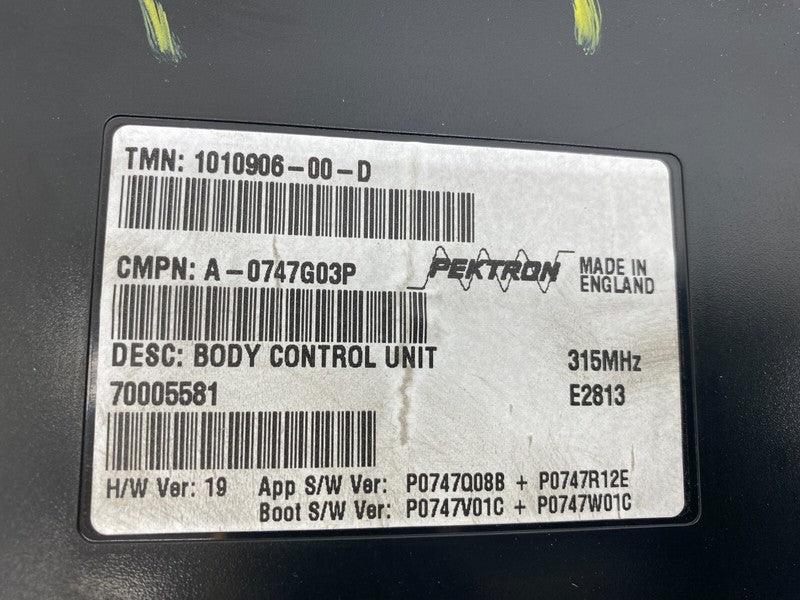 TMN: 1010906-00-D
CMPN: A-0747G03P
PEKTRON
MADE IN
ENGLAND
DESC: BODY CONTROL UNIT 315MHz
70005581 E2813
H/W Ver: 19 App S/W Ver: P0747Q08B + P0747R12E
Boot S/W Ver: P0747V01C + P0747W01C